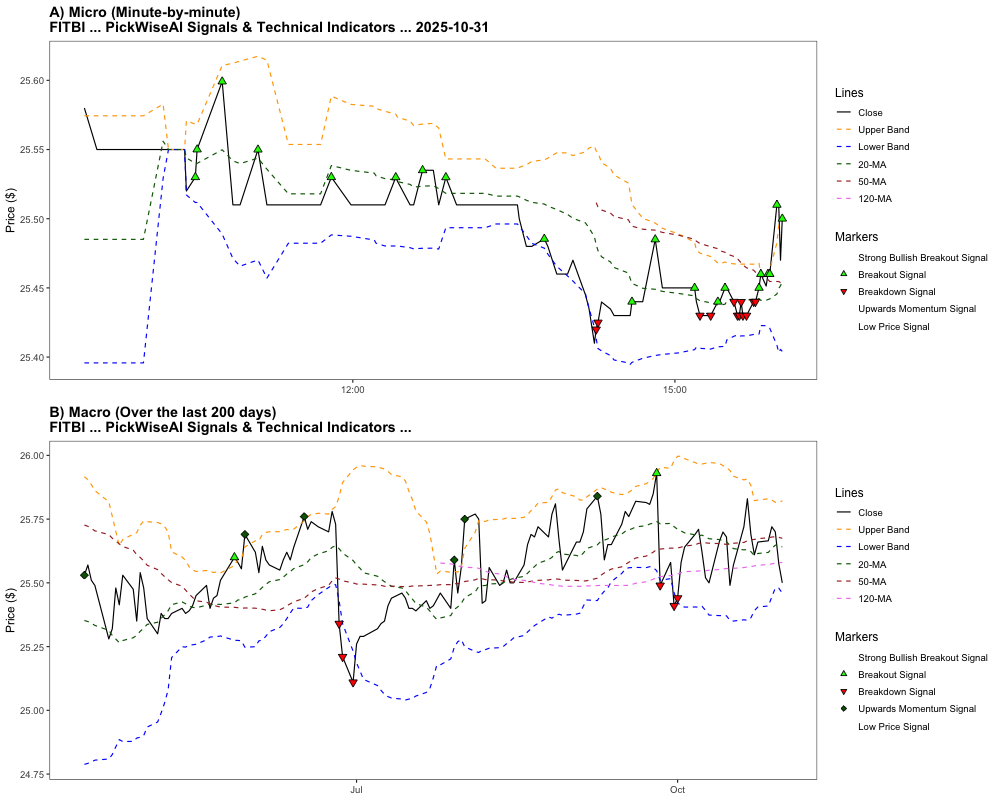 A) Micro (Minute-by-minute)
FITBI ... PickWiseAI Signals & Technical Indicators ... 2025-10-31
Price ($)
25.60
25.55
25.50
25.45
25.40
12:00
15:00
Lines
Close
Upper Band
Lower Band
20-MA
50-MA
120-MA
Markers
Strong Bullish Breakout Signal
Breakout Signal
Breakdown Signal
Upwards Momentum Signal
Low Price Signal
B) Macro (Over the last 200 days)
FITBI ... PickWiseAI Signals & Technical Indicators ...
Price ($)
26.00
25.75
25.50
25.25
25.00
24.75
Jul
Oct
Lines
Close
Upper Band
Lower Band
20-MA
50-MA
120-MA
Markers
Strong Bullish Breakout Signal
Breakout Signal
Breakdown Signal
Upwards Momentum Signal
Low Price Signal